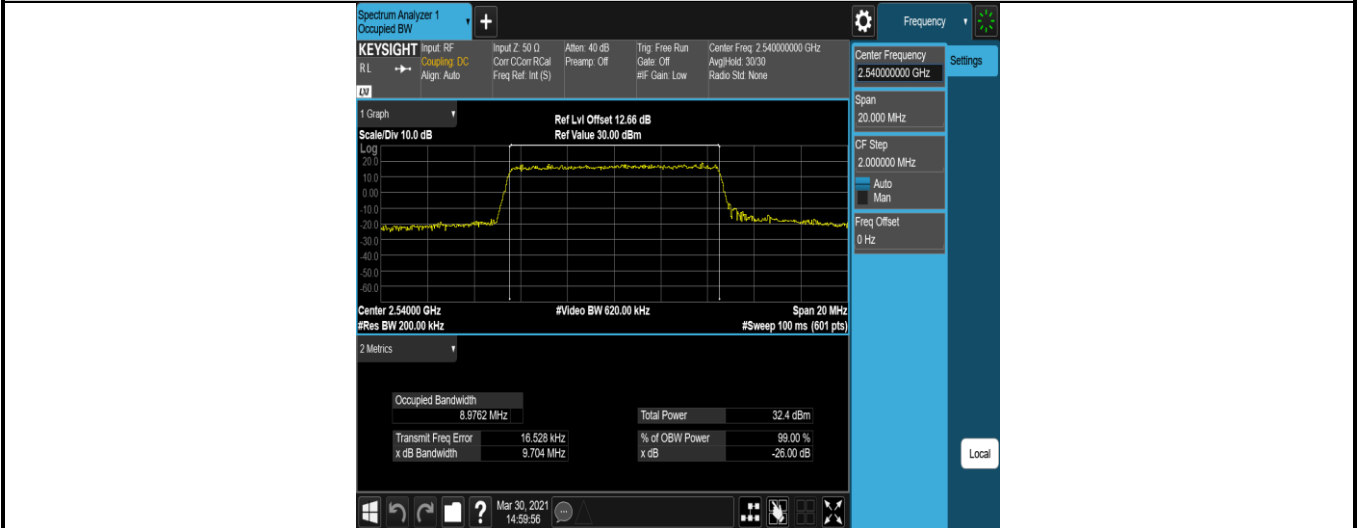 Spectrum Analyzer 1
Occupied BW
Frequency
KEYSIGHT
RL
Input: RF
Coupling: DC
Align: Auto
Input Z: 50 Ω
Corr CCorr RCal
Freq Ref: Int (S)
Atten: 40 dB
Preamp: Off
Trig: Free Run
Gate: Off
#IF Gain: Low
Center Freq: 2.540000000 GHz
Avg|Hold: 30/30
Radio Std: None
Center Frequency
2.540000000 GHz
Settings
Span
20.000 MHz
CF Step
2.000000 MHz
Auto
Man
Freq Offset
0 Hz
Local
1 Graph
Scale/Div 10.0 dB
Ref Lvl Offset 12.66 dB
Ref Value 30.00 dBm
Log
20.0
10.0
0.00
-10.0
-20.0
-30.0
-40.0
-50.0
-60.0
Center 2.54000 GHz
#Video BW 620.00 kHz
Span 20 MHz
#Res BW 200.00 kHz
#Sweep 100 ms (601 pts)
2 Metrics
Occupied Bandwidth
8.9762 MHz
Total Power 32.4 dBm
Transmit Freq Error 16.528 kHz
% of OBW Power 99.00 %
x dB Bandwidth 9.704 MHz
x dB -26.00 dB
?
Mar 30, 2021
14:59:56